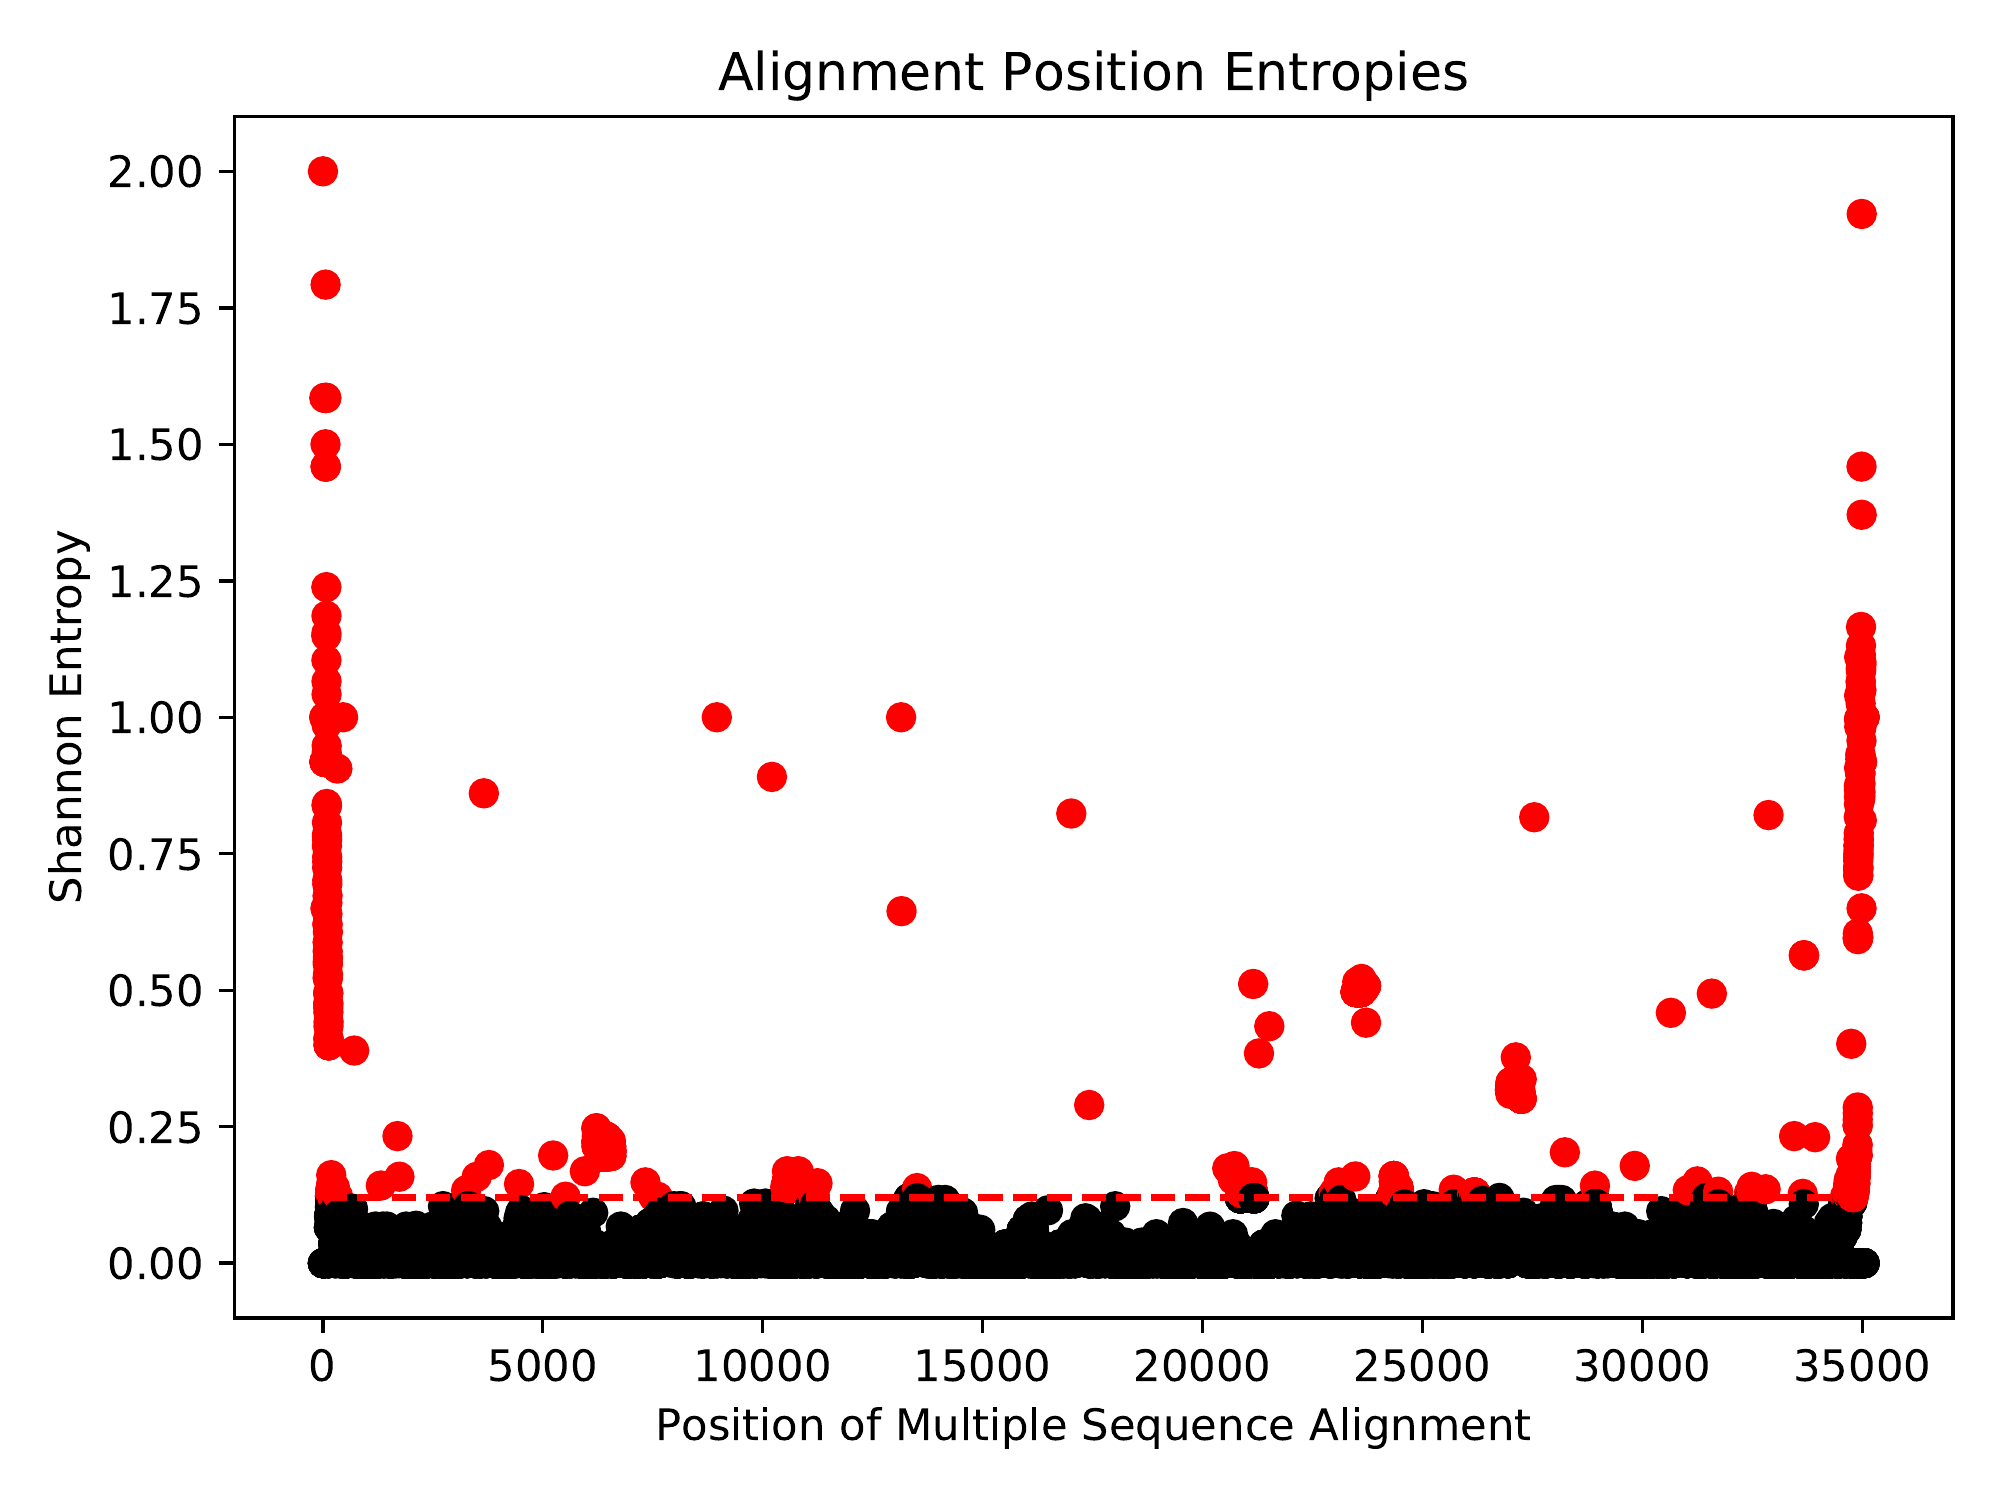 Alignment Position Entropies
2.00
1.75
1.50
1.25
1.00
0.75
0.50
0.25
0.00
Shannon Entropy
0 5000 10000 15000 20000 25000 30000 35000
Position of Multiple Sequence Alignment